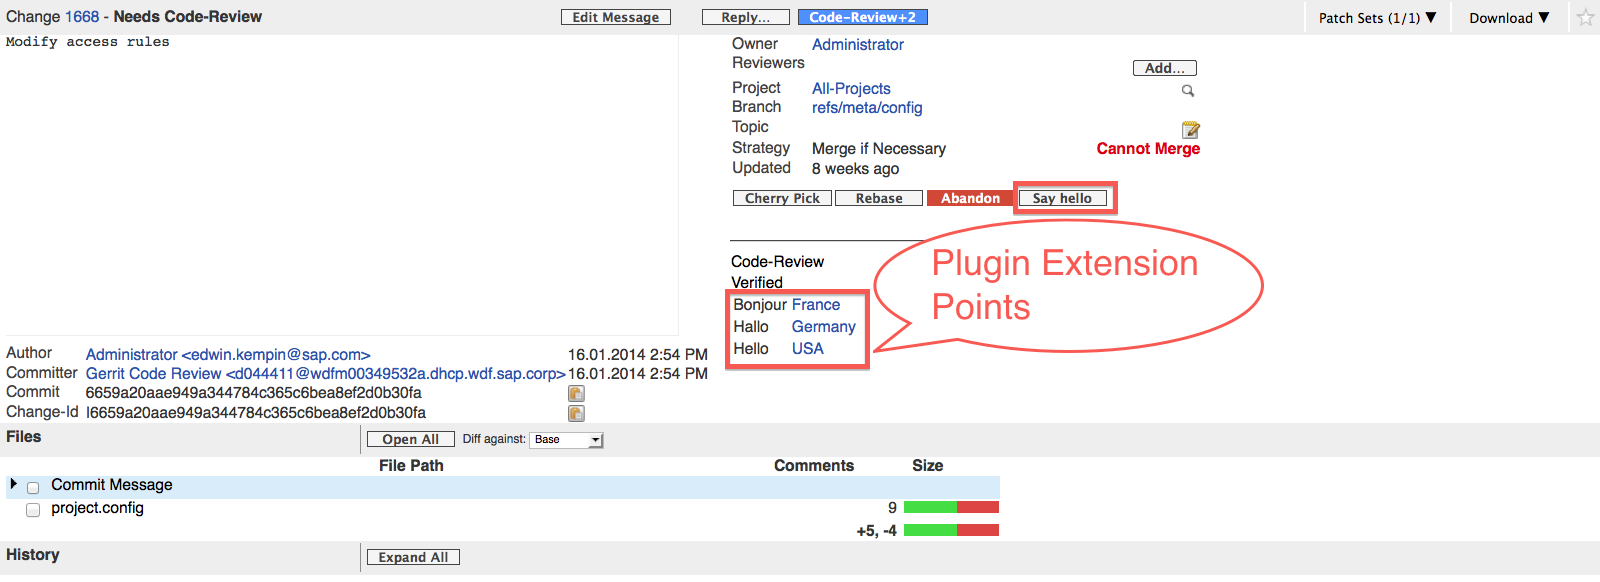 Change 1668 - Needs Code-Review
Edit Message
Reply...
Code-Review+2
Patch Sets (1/1) ▼
Download ▼
Modify access rules
Owner Administrator
Reviewers
Add...
Project All-Projects
Branch refs/meta/config
Topic
Strategy Merge if Necessary Cannot Merge
Updated 8 weeks ago
Cherry Pick
Rebase
Abandon
Say hello
Plugin Extension
Points
Code-Review
Verified
Bonjour France
Hallo Germany
Hello USA
Author Administrator <edwin.kempin@sap.com> 16.01.2014 2:54 PM
Committer Gerrit Code Review <d044411@wdfm00349532a.dhcp.wdf.sap.corp> 16.01.2014 2:54 PM
Commit 6659a20aae949a344784c365c6bea8ef2d0b30fa
Change-Id I6659a20aae949a344784c365c6bea8ef2d0b30fa
Files
Open All
Diff against: Base
File Path Comments Size
Commit Message
project.config 9
+5, -4
History
Expand All